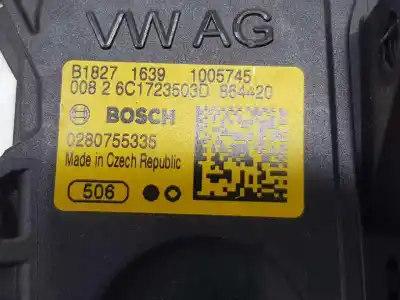 VW AG
B1827 1639 1005745
008 2 6C1723503D 864420
BOSCH
0280755335
Made in Czech Republic
506